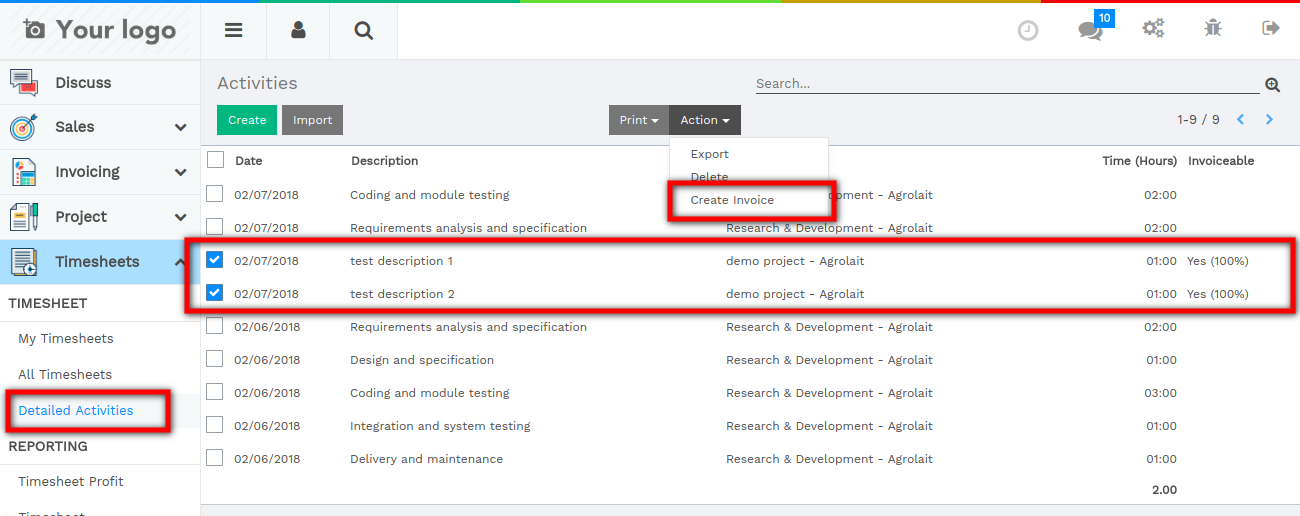 Your logo
10
Discuss
Sales
Invoicing
Project
Timesheets
TIMESHEET
My Timesheets
All Timesheets
Detailed Activities
REPORTING
Timesheet Profit
Timesheet
Activities
Search...
Create Import Print Action 1-9 / 9
Export
Delete
Create Invoice
Date Description Time (Hours) Invoiceable
02/07/2018 Coding and module testing Development - Agrolait 02:00
02/07/2018 Requirements analysis and specification Research & Development - Agrolait 02:00
02/07/2018 test description 1 demo project - Agrolait 01:00 Yes (100%)
02/07/2018 test description 2 demo project - Agrolait 01:00 Yes (100%)
02/06/2018 Requirements analysis and specification Research & Development - Agrolait 02:00
02/06/2018 Design and specification Research & Development - Agrolait 01:00
02/06/2018 Coding and module testing Research & Development - Agrolait 03:00
02/06/2018 Integration and system testing Research & Development - Agrolait 01:00
02/06/2018 Delivery and maintenance Research & Development - Agrolait 01:00
2.00